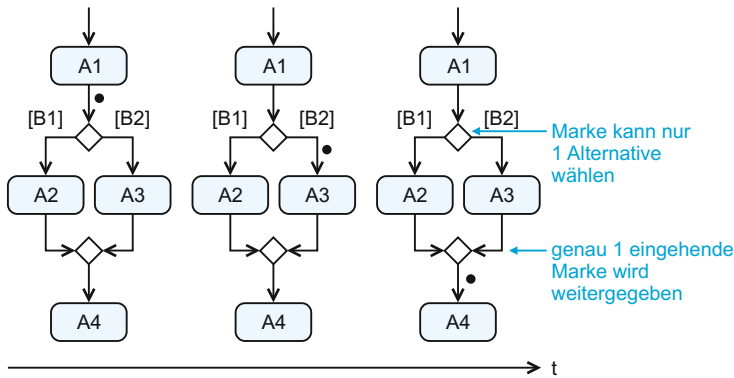 A1 A1 A1
[B1] [B2] [B1] [B2] [B1] [B2]
Marke kann nur
1 Alternative
wählen
A2 A3 A2 A3 A2 A3
genau 1 eingehende
Marke wird
weitergegeben
A4 A4 A4
t